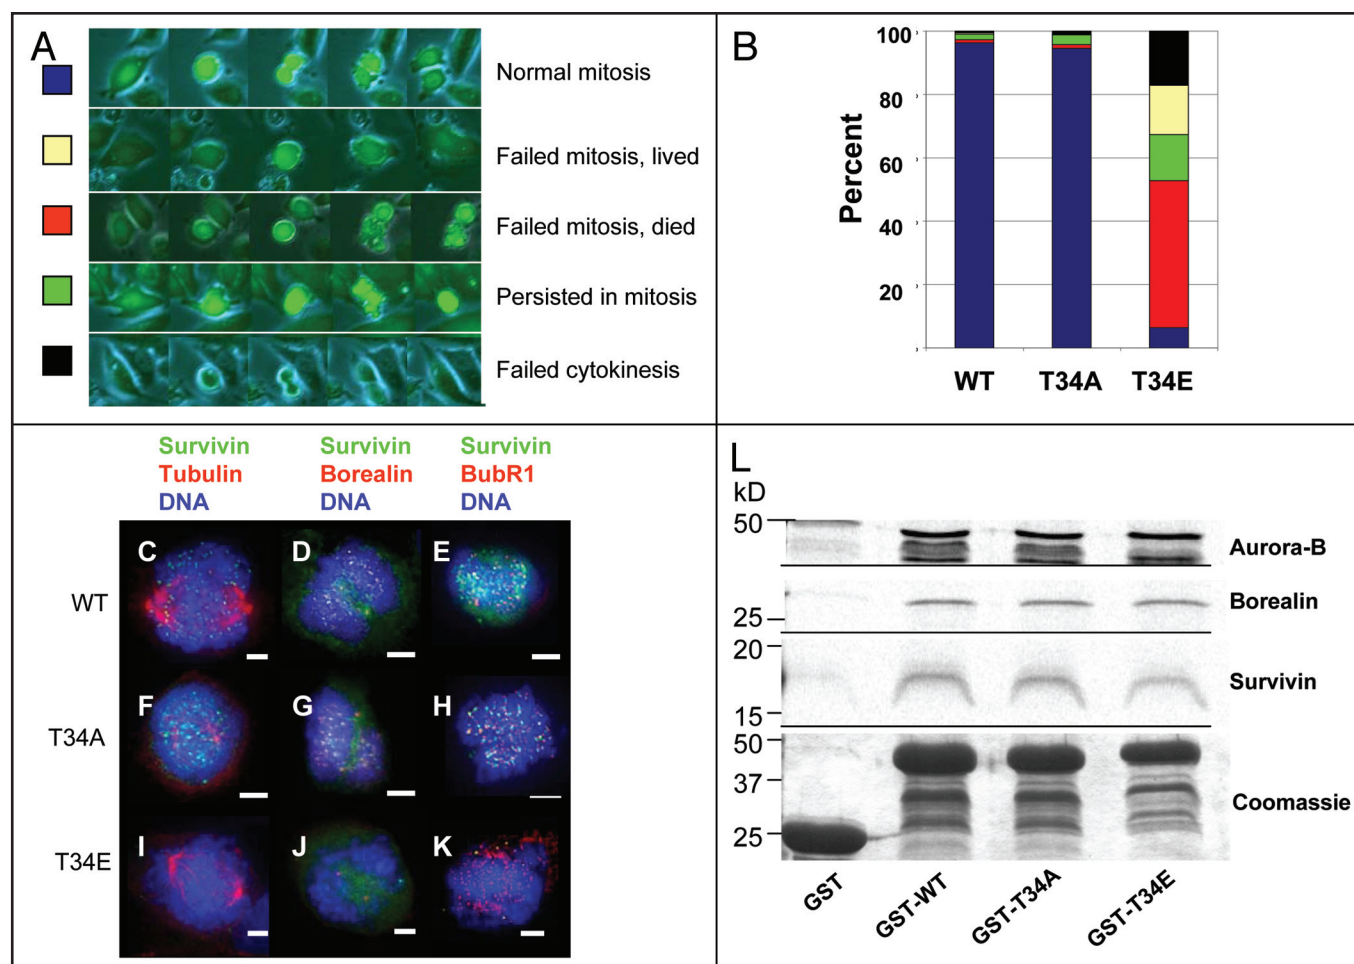 A
Normal mitosis
Failed mitosis, lived
Failed mitosis, died
Persisted in mitosis
Failed cytokinesis
B
Percent
100
80
60
40
20
WT T34A T34E
Survivin Survivin Survivin
Tubulin Borealin BubR1
DNA DNA DNA
WT
C D E
T34A
F G H
T34E
I J K
L
kD
50
Aurora-B
Borealin
25
20
Survivin
15
50
37
Coomassie
25
GST GST-WT GST-T34A GST-T34E